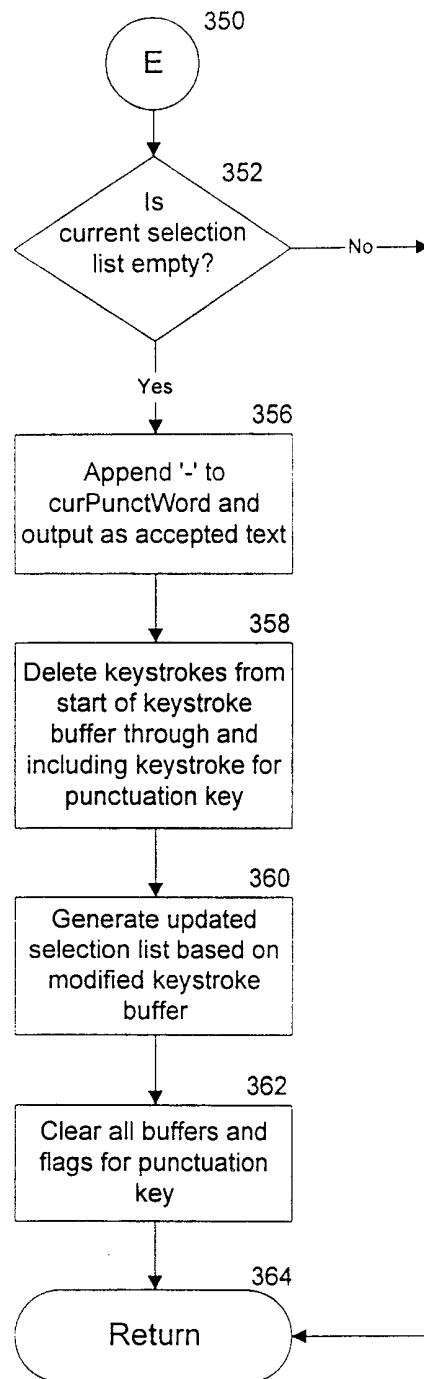 350
E
352
Is
current selection
list empty?
No
Yes
356
Append '-' to
curPunctWord and
output as accepted text
358
Delete keystrokes from
start of keystroke
buffer through and
including keystroke for
punctuation key
360
Generate updated
selection list based on
modified keystroke
buffer
362
Clear all buffers and
flags for punctuation
key
364
Return